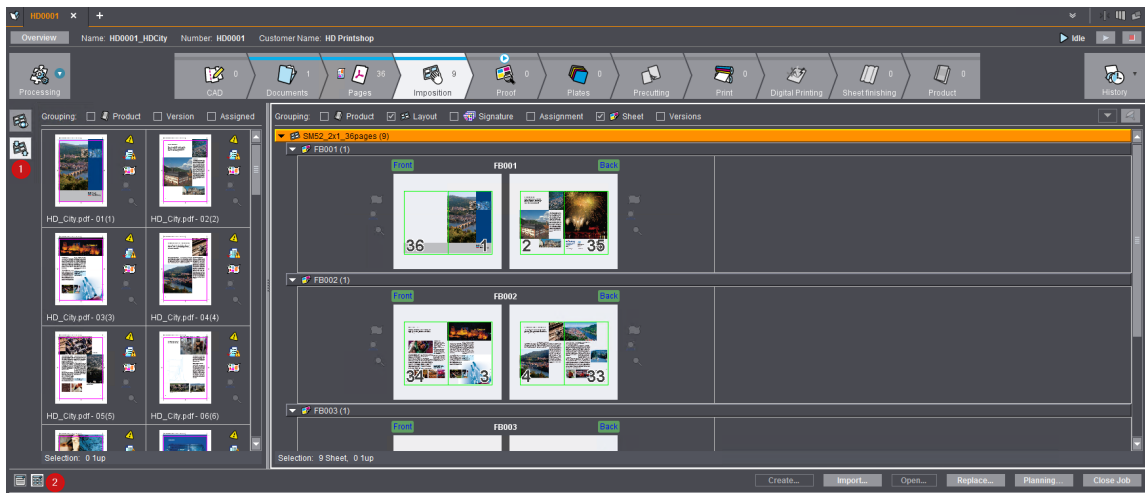 HD0001 × +
Overview Name: HD0001_HDCity Number: HD0001 Customer Name: HD Printshop Idle
Processing
0 CAD
1 Documents
36 Pages
9 Imposition
0 Proof
0 Plates
Precutting
0 Print
Digital Printing
0 Sheet finishing
0 Product
History
Grouping: Product Version Assigned
1
HD_City.pdf - 01(1) HD_City.pdf - 02(2)
HD_City.pdf - 03(3) HD_City.pdf - 04(4)
HD_City.pdf - 05(5) HD_City.pdf - 06(6)
Selection: 0 1up
Grouping: Product Layout Signature Assignment Sheet Versions
SM52_2x1_36pages (9)
FB001 (1)
Front FB001 Back
36 1 2 35
FB002 (1)
Front FB002 Back
34 3 4 33
FB003 (1)
Front FB003 Back
Selection: 9 Sheet, 0 1up
2
Create... Import... Open... Replace... Planning... Close Job